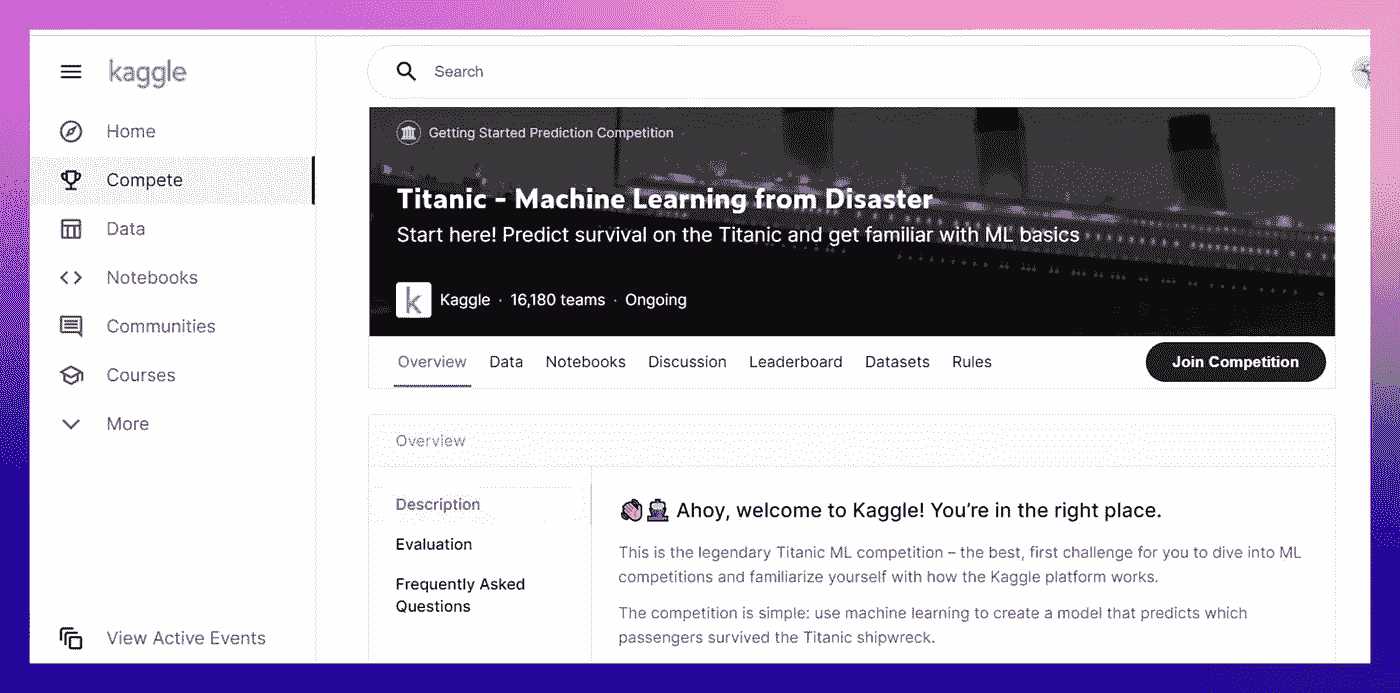 kaggle
Search
Home
Compete
Data
Notebooks
Communities
Courses
More
View Active Events
Getting Started Prediction Competition
Titanic - Machine Learning from Disaster
Start here! Predict survival on the Titanic and get familiar with ML basics
k
Kaggle · 16,180 teams · Ongoing
Overview Data Notebooks Discussion Leaderboard Datasets Rules Join Competition
Overview
Description
Evaluation
Frequently Asked
Questions
👋🛳️ Ahoy, welcome to Kaggle! You’re in the right place.
This is the legendary Titanic ML competition – the best, first challenge for you to dive into ML
competitions and familiarize yourself with how the Kaggle platform works.
The competition is simple: use machine learning to create a model that predicts which
passengers survived the Titanic shipwreck.